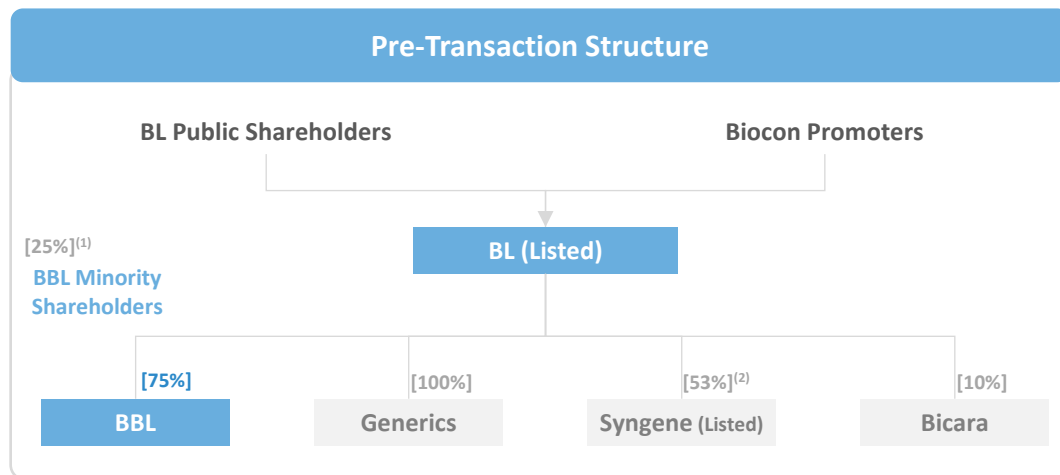 Pre-Transaction Structure
BL Public Shareholders
Biocon Promoters
[25%](1)
BBL Minority
Shareholders
BL (Listed)
[75%]
[100%]
[53%](2)
[10%]
BBL
Generics
Syngene (Listed)
Bicara